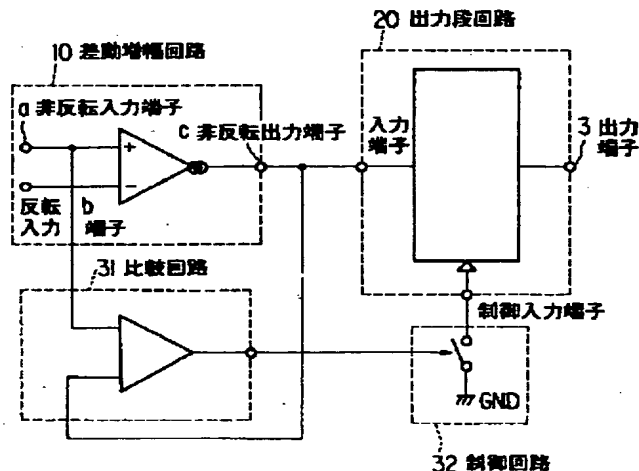 10 差動増幅回路
20 出力段回路
a 非反転入力端子
c 非反転出力端子
入力
端子
3 出力
端子
+
−
反転 b
入力 端子
31 比較回路
制御入力端子
GND
32 制御回路